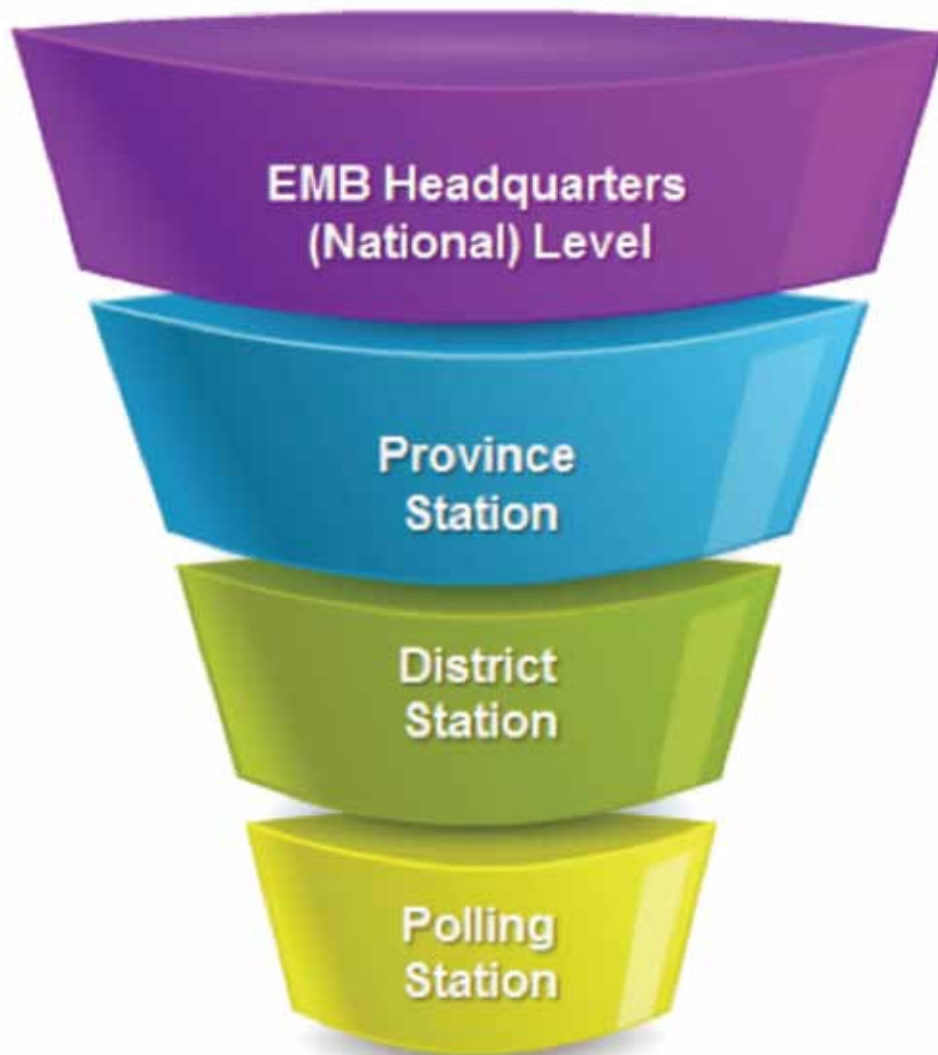 EMB Headquarters
(National) Level
Province
Station
District
Station
Polling
Station